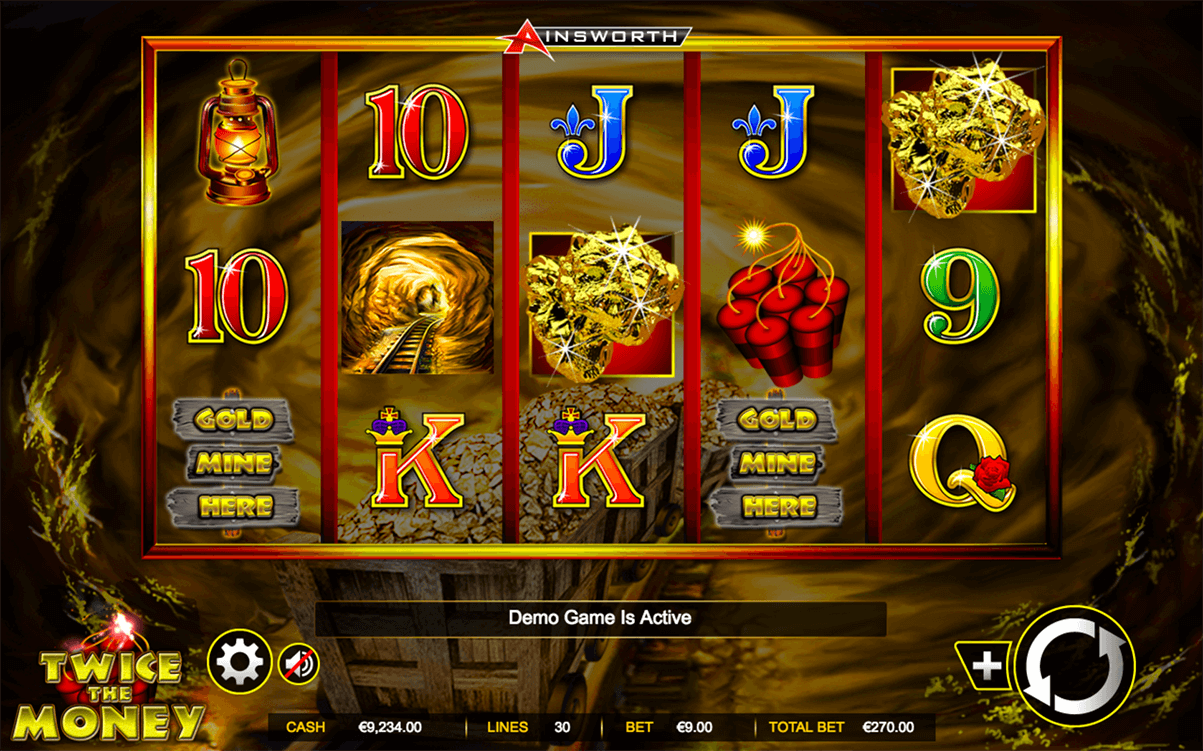 AINSWORTH
10
J
J
10
9
GOLD
MINE
HERE
K
K
GOLD
MINE
HERE
Q
Demo Game Is Active
TWICE
THE
MONEY
CASH €9,234.00 LINES 30 BET €9.00 TOTAL BET €270.00